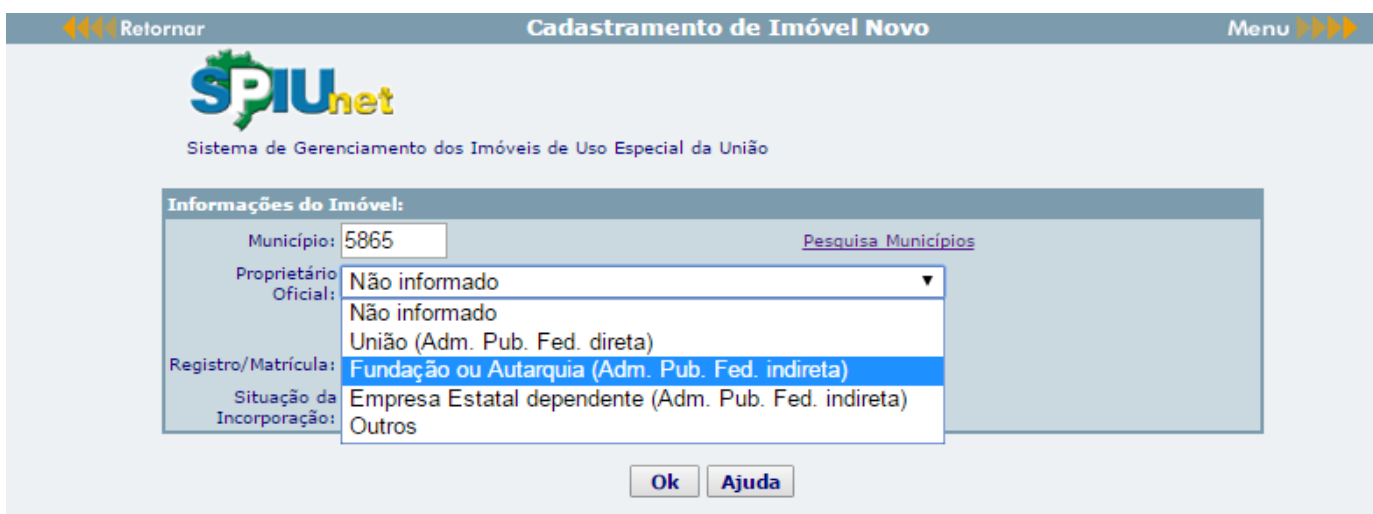 Retornar Cadastramento de Imóvel Novo Menu
SPIUnet
Sistema de Gerenciamento dos Imóveis de Uso Especial da União
Informações do Imóvel:
Município: 5865 Pesquisa Municípios
Proprietário
Oficial:
Não informado
Não informado
União (Adm. Pub. Fed. direta)
Registro/Matrícula:
Fundação ou Autarquia (Adm. Pub. Fed. indireta)
Situação da
Incorporação:
Empresa Estatal dependente (Adm. Pub. Fed. indireta)
Outros
Ok Ajuda